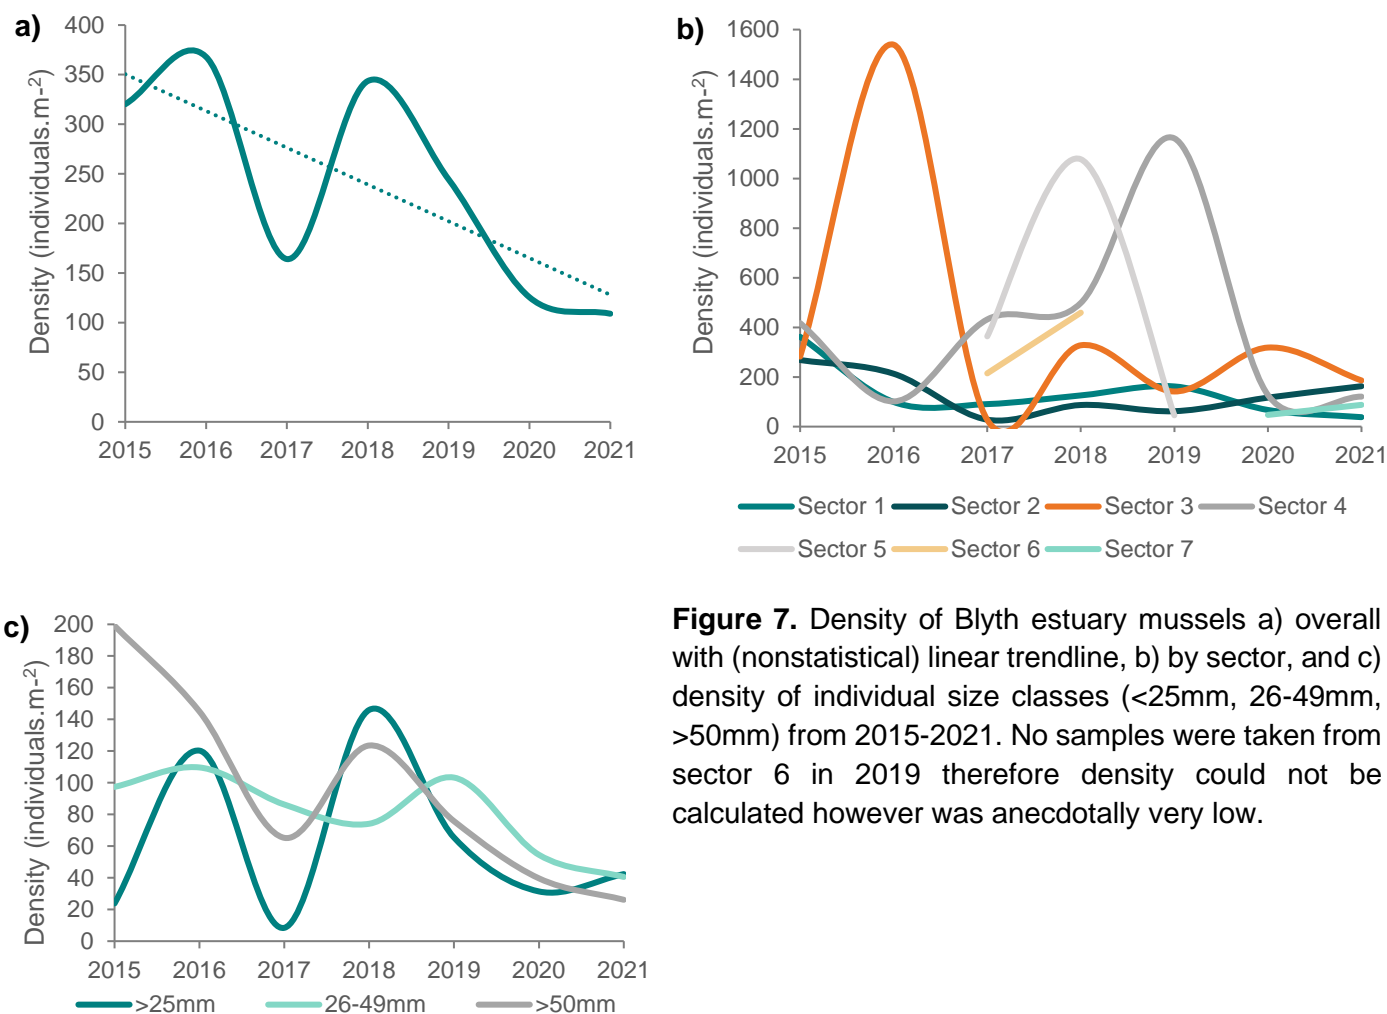 a)
Density (individuals.m-2)
400
350
300
250
200
150
100
50
0
2015 2016 2017 2018 2019 2020 2021
b)
Density (individuals.m-2)
1600
1400
1200
1000
800
600
400
200
0
2015 2016 2017 2018 2019 2020 2021
Sector 1 Sector 2 Sector 3 Sector 4
Sector 5 Sector 6 Sector 7
c)
Density (individuals.m-2)
200
180
160
140
120
100
80
60
40
20
0
2015 2016 2017 2018 2019 2020 2021
>25mm 26-49mm >50mm
Figure 7. Density of Blyth estuary mussels a) overall
with (nonstatistical) linear trendline, b) by sector, and c)
density of individual size classes (<25mm, 26-49mm,
>50mm) from 2015-2021. No samples were taken from
sector 6 in 2019 therefore density could not be
calculated however was anecdotally very low.